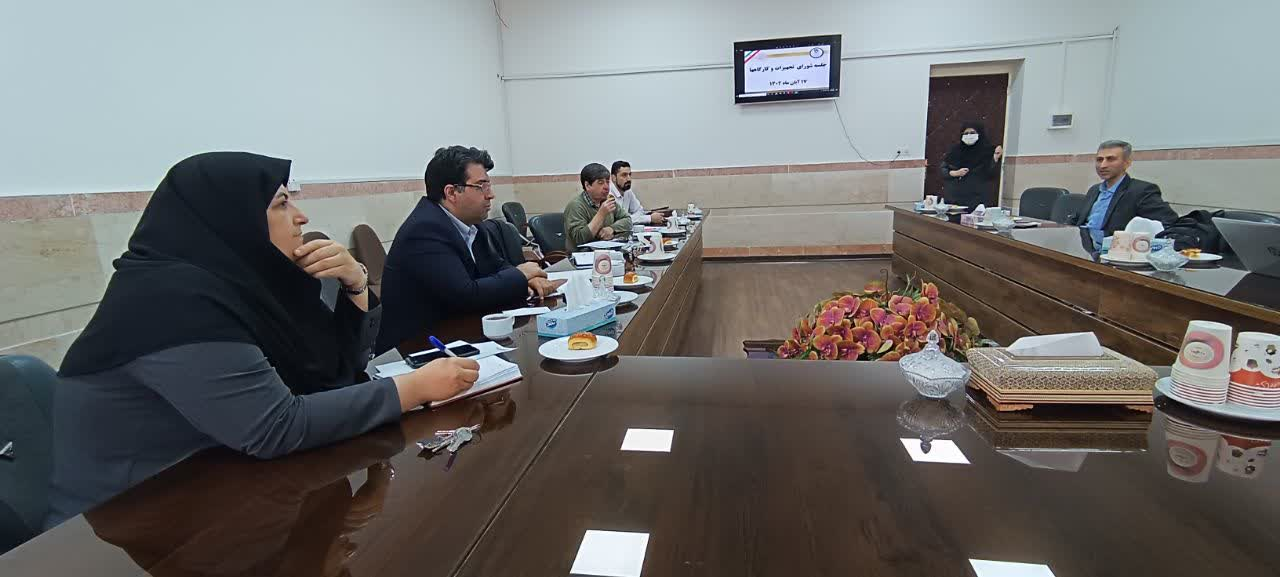 جلسه شورای تجهیزات و کارگاهها
۱۷ آبان ماه ۱۴۰۲